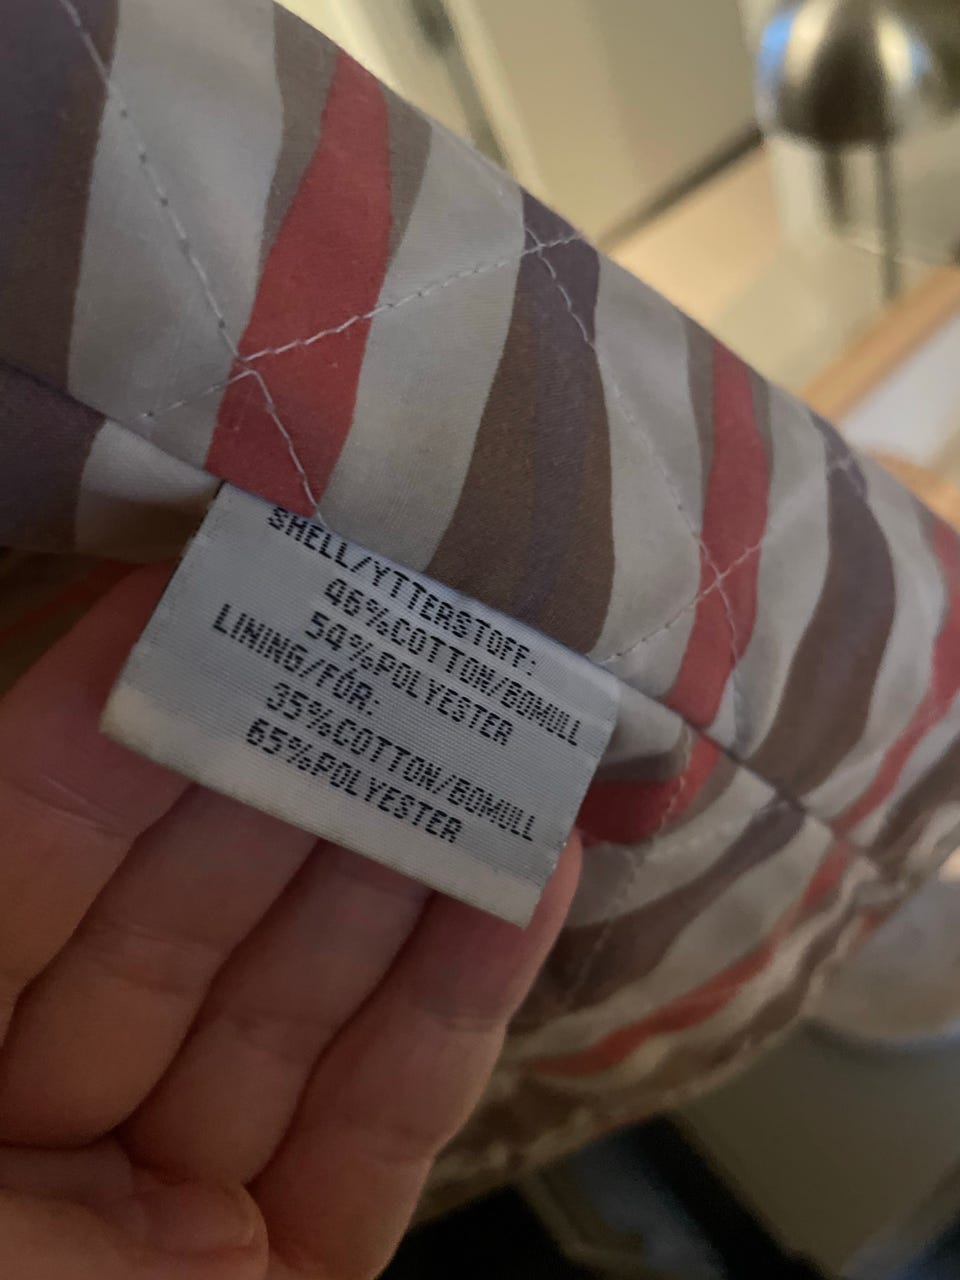 SHELL/YTTERSTOFF:
46%COTTON/BOMULL
54%POLYESTER
LINING/FÓR:
35%COTTON/BOMULL
65%POLYESTER